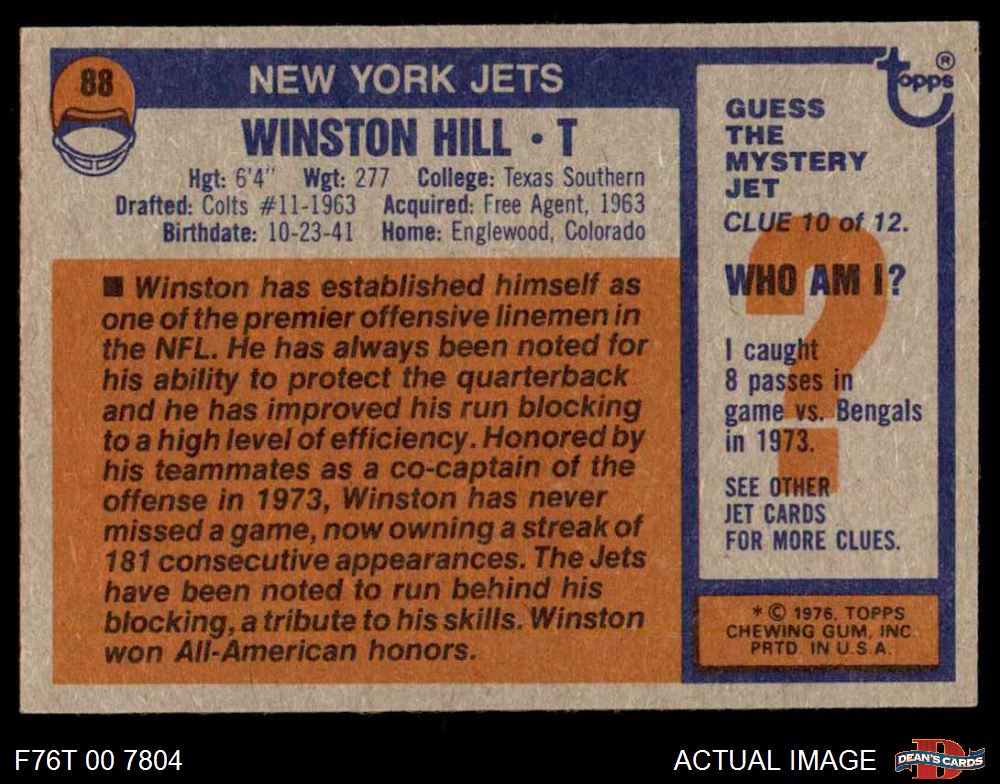 88
NEW YORK JETS
WINSTON HILL • T
Hgt: 6'4" Wgt: 277 College: Texas Southern
Drafted: Colts #11-1963 Acquired: Free Agent, 1963
Birthdate: 10-23-41 Home: Englewood, Colorado
■ Winston has established himself as
one of the premier offensive linemen in
the NFL. He has always been noted for
his ability to protect the quarterback
and he has improved his run blocking
to a high level of efficiency. Honored by
his teammates as a co-captain of the
offense in 1973, Winston has never
missed a game, now owning a streak of
181 consecutive appearances. The Jets
have been noted to run behind his
blocking, a tribute to his skills. Winston
won All-American honors.
topps®
GUESS
THE
MYSTERY
JET
CLUE 10 of 12.
WHO AM I?
?
I caught
8 passes in
game vs. Bengals
in 1973.
SEE OTHER
JET CARDS
FOR MORE CLUES.
* © 1976, TOPPS
CHEWING GUM, INC.
PRTD. IN U.S.A.
F76T 00 7804
ACTUAL IMAGE
D
DEAN'S CARDS